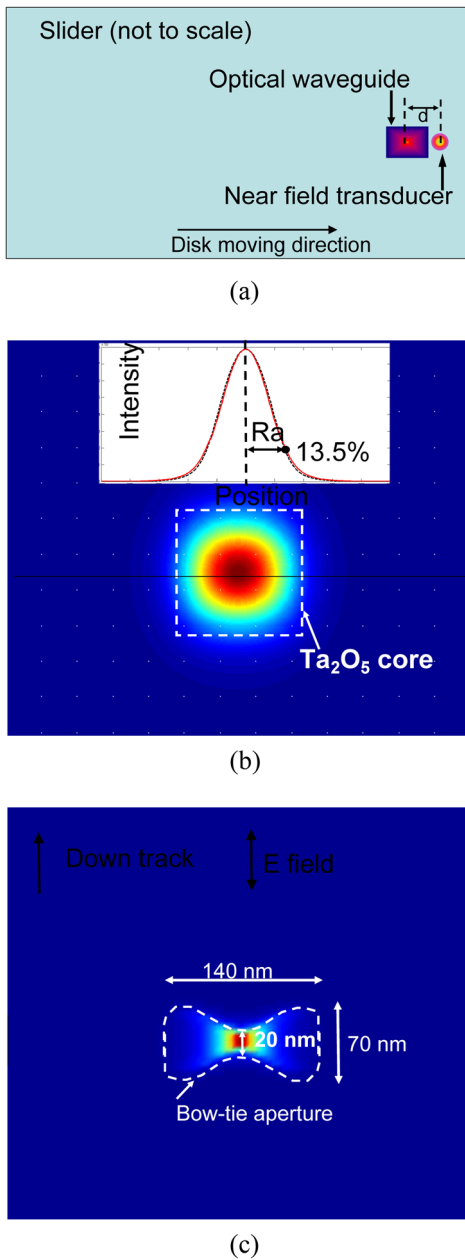 Slider (not to scale)
Optical waveguide
d
Near field transducer
Disk moving direction
(a)
Intensity
Ra
13.5%
Position
Ta₂O₅ core
(b)
Down track
E field
140 nm
20 nm
70 nm
Bow-tie aperture
(c)